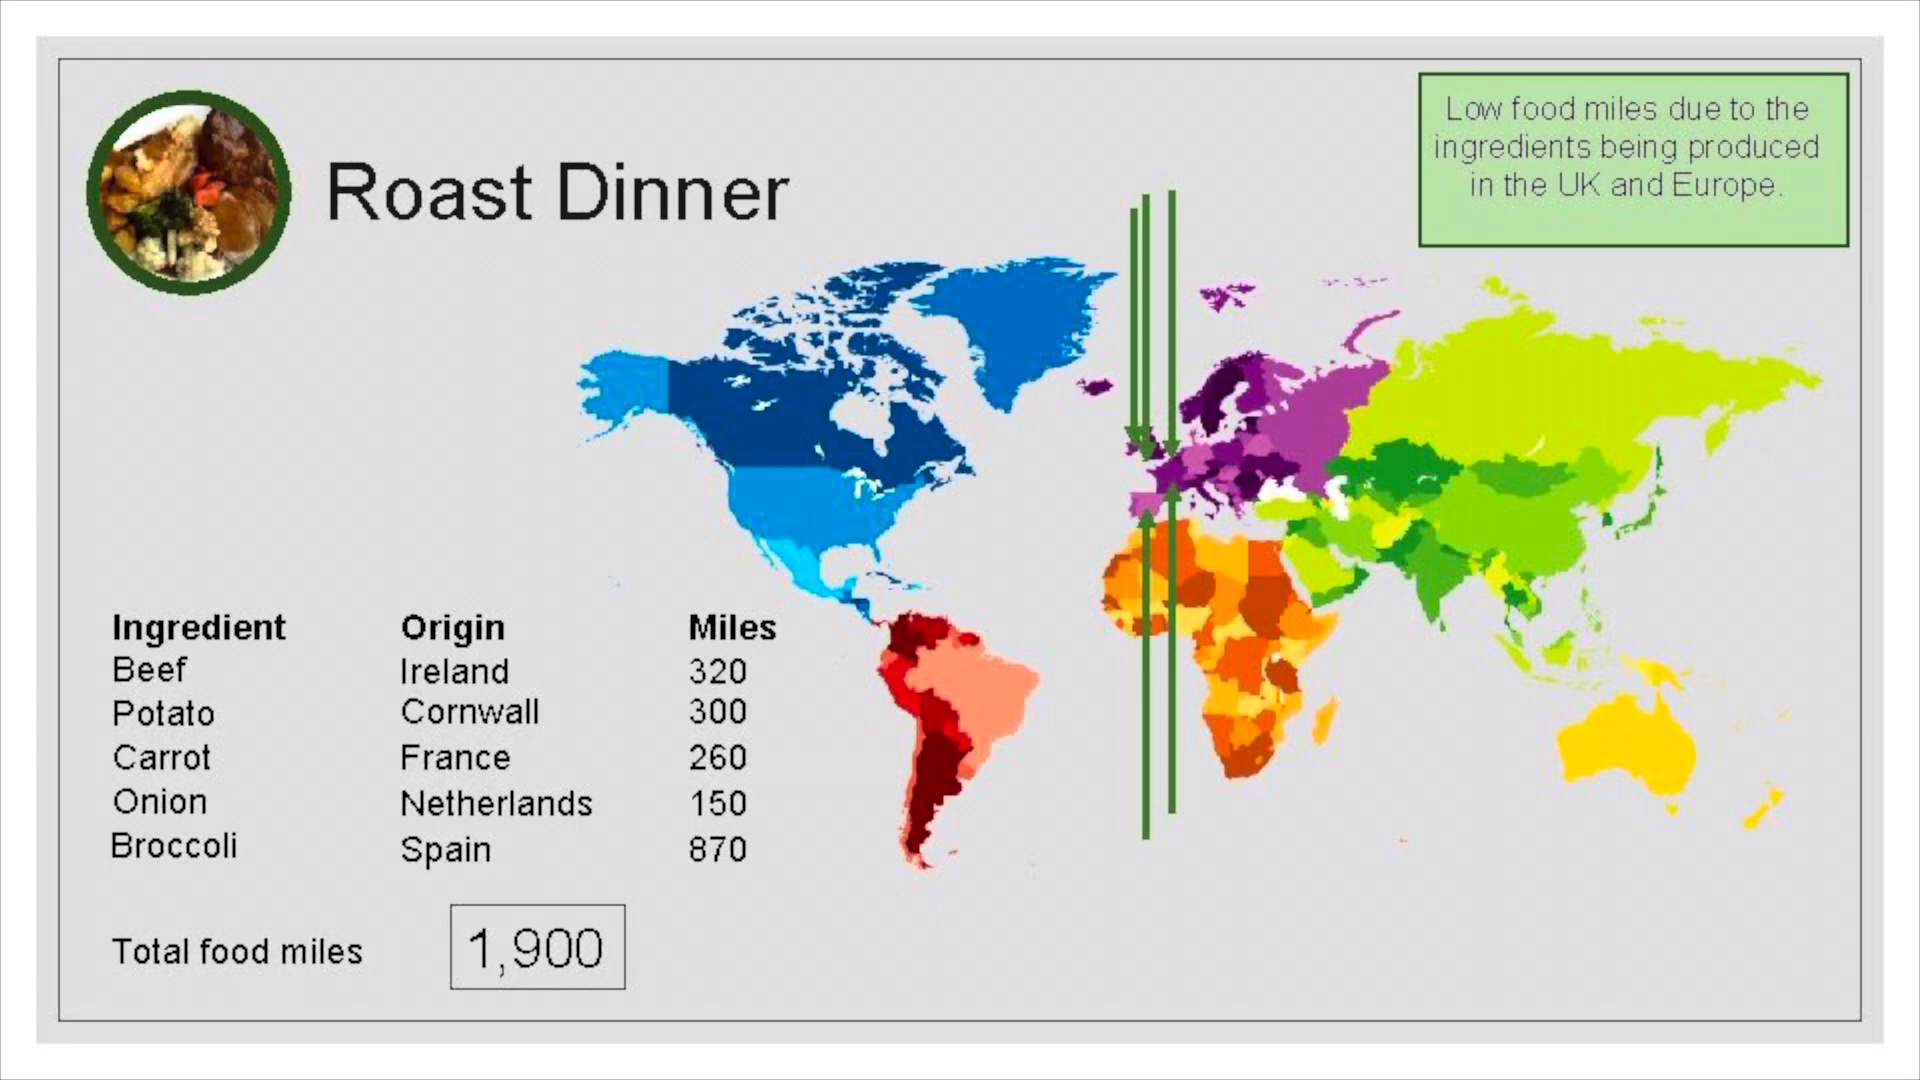 Low food miles due to the
ingredients being produced
in the UK and Europe.
Roast Dinner
Ingredient Origin Miles
Beef Ireland 320
Potato Cornwall 300
Carrot France 260
Onion Netherlands 150
Broccoli Spain 870
Total food miles 1,900